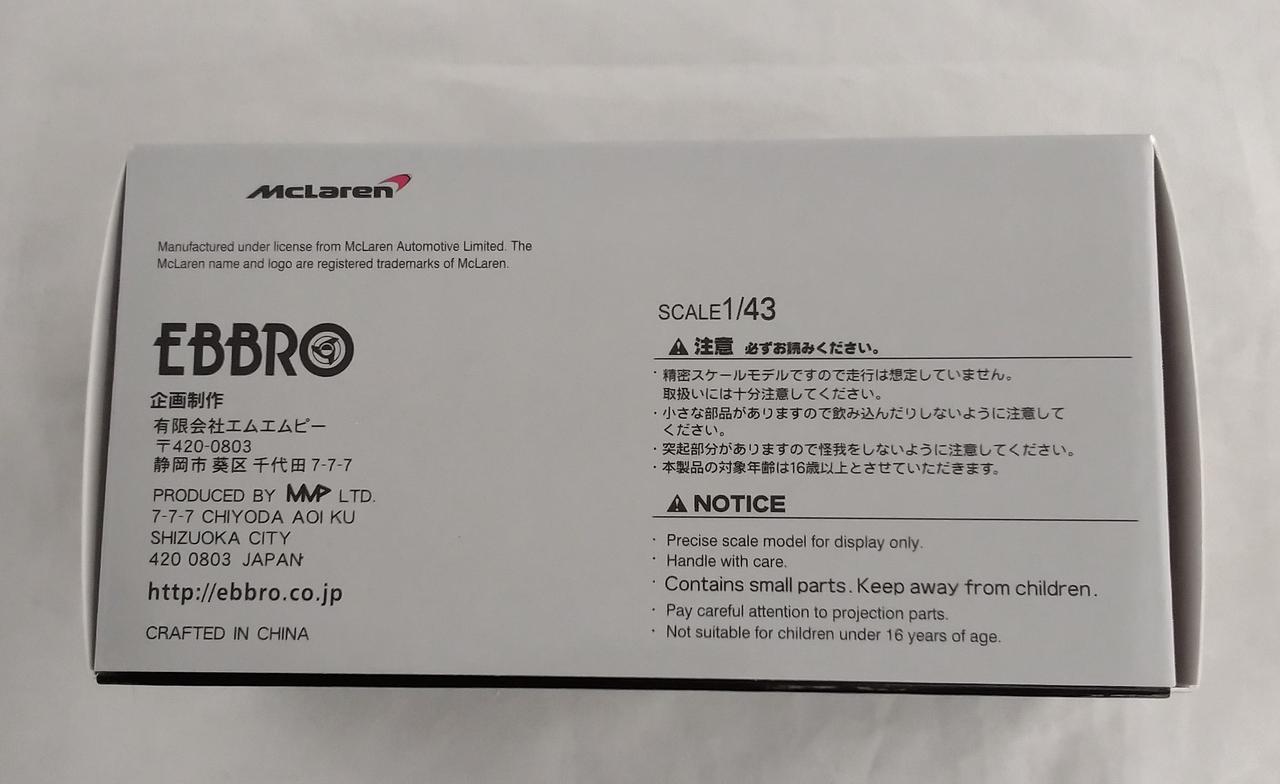 McLaren
Manufactured under license from McLaren Automotive Limited. The
McLaren name and logo are registered trademarks of McLaren.
EBBRO
企画制作
有限会社エムエムピー
〒420-0803
静岡市 葵区 千代田 7-7-7
PRODUCED BY MMP LTD.
7-7-7 CHIYODA AOI KU
SHIZUOKA CITY
420 0803 JAPAN
http://ebbro.co.jp
CRAFTED IN CHINA
SCALE1/43
注意 必ずお読みください。
・精密スケールモデルですので走行は想定していません。
取扱いには十分注意してください。
・小さな部品がありますので飲み込んだりしないように注意して
ください。
・突起部分がありますので怪我をしないように注意してください。
・本製品の対象年齢は16歳以上とさせていただきます。
NOTICE
· Precise scale model for display only.
· Handle with care.
· Contains small parts. Keep away from children.
· Pay careful attention to projection parts.
· Not suitable for children under 16 years of age.